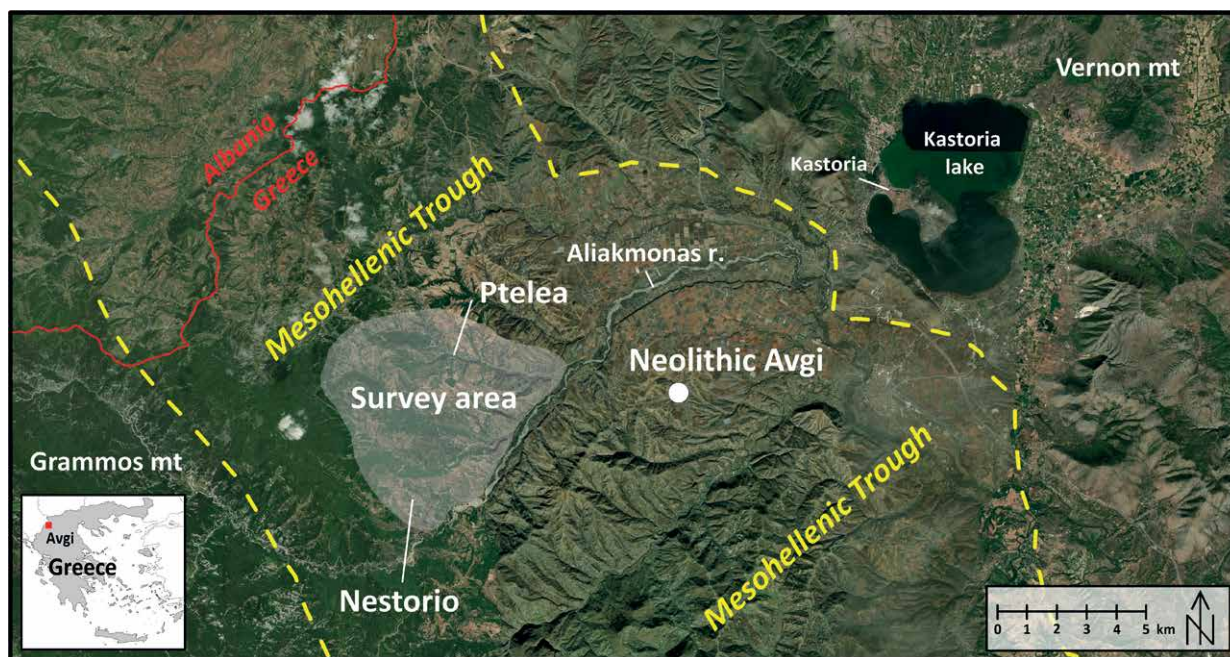 Vernon mt
Kastoria
lake
Kastoria
Albania
Greece
Mesohellenic Trough
Aliakmonas r.
Ptelea
Neolithic Avgi
Survey area
Mesohellenic Trough
Grammos mt
Nestorio
Avgi
Greece
0 1 2 3 4 5 km
N